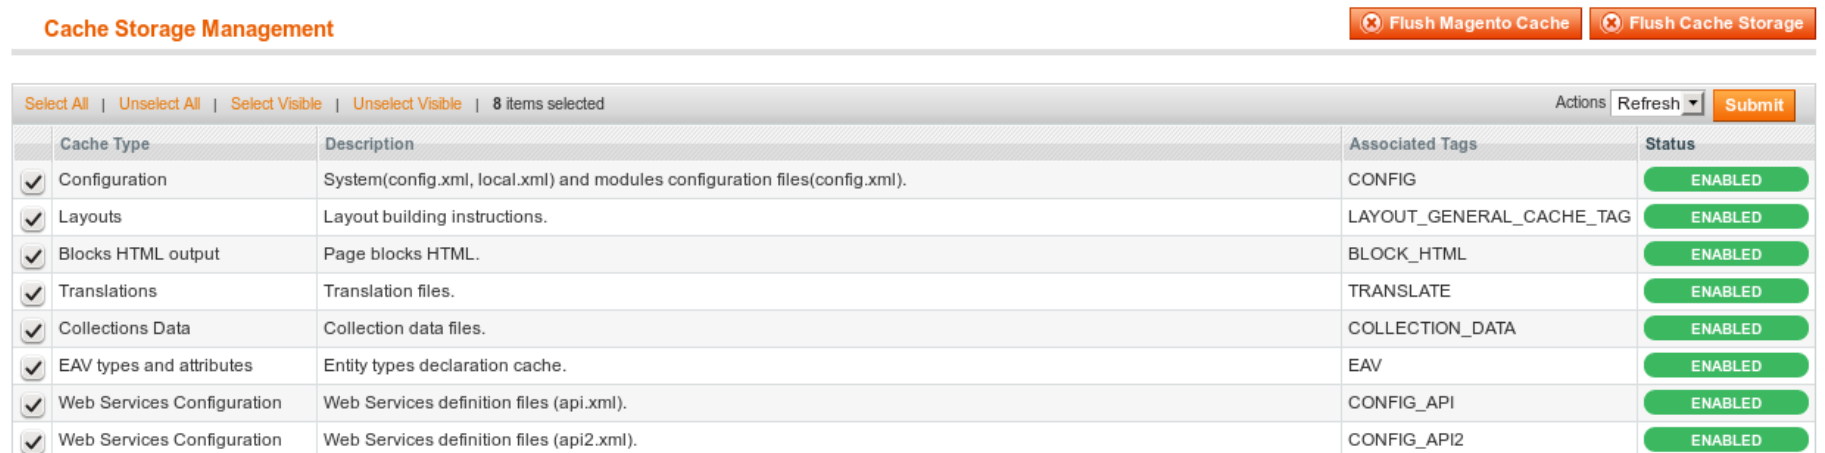 Cache Storage Management
Flush Magento Cache Flush Cache Storage
Select All | Unselect All | Select Visible | Unselect Visible | 8 items selected Actions Refresh Submit
Cache Type Description Associated Tags Status
Configuration System(config.xml, local.xml) and modules configuration files(config.xml). CONFIG ENABLED
Layouts Layout building instructions. LAYOUT_GENERAL_CACHE_TAG ENABLED
Blocks HTML output Page blocks HTML. BLOCK_HTML ENABLED
Translations Translation files. TRANSLATE ENABLED
Collections Data Collection data files. COLLECTION_DATA ENABLED
EAV types and attributes Entity types declaration cache. EAV ENABLED
Web Services Configuration Web Services definition files (api.xml). CONFIG_API ENABLED
Web Services Configuration Web Services definition files (api2.xml). CONFIG_API2 ENABLED